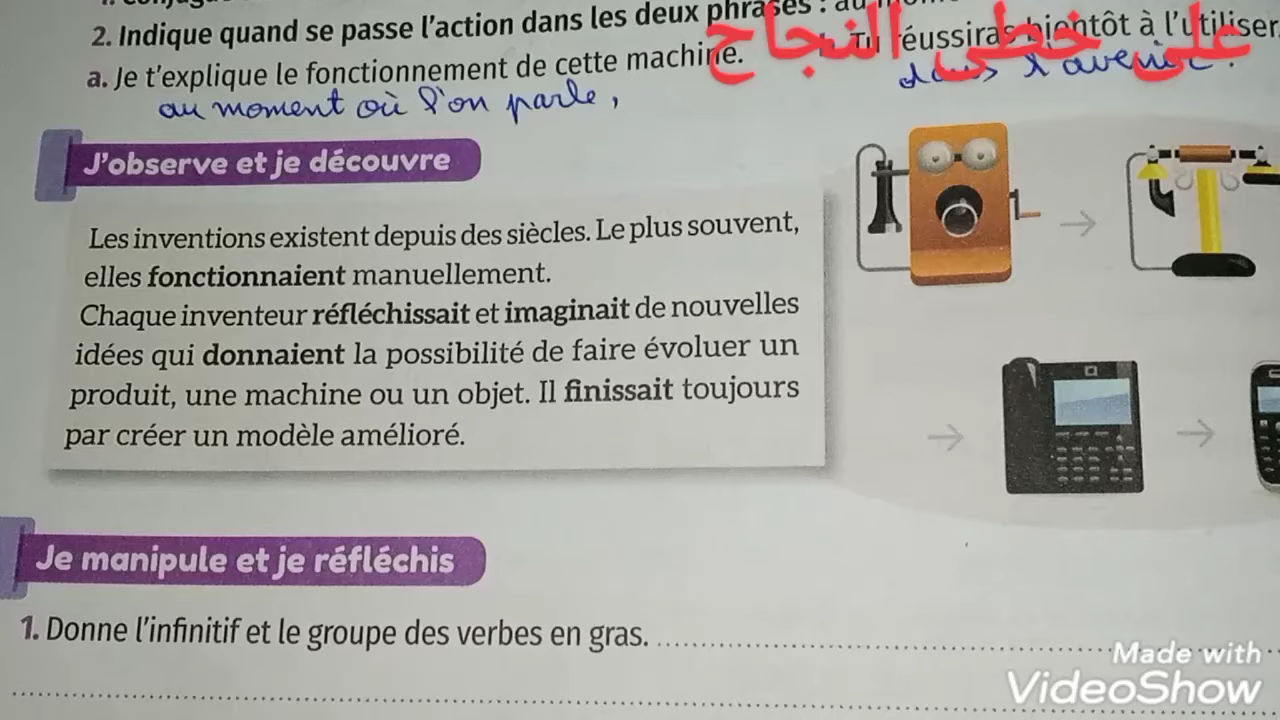 2. Indique quand se passe l'action dans les deux phrases : au
على خطى النجاح
a. Je t'explique le fonctionnement de cette machine.
Tu réussiras bientôt à l'utiliser.
au moment où l'on parle,
dans l'avenir.
J'observe et je découvre
Les inventions existent depuis des siècles. Le plus souvent,
elles fonctionnaient manuellement.
Chaque inventeur réfléchissait et imaginait de nouvelles
idées qui donnaient la possibilité de faire évoluer un
produit, une machine ou un objet. Il finissait toujours
par créer un modèle amélioré.
Je manipule et je réfléchis
1. Donne l'infinitif et le groupe des verbes en gras.
Made with
VideoShow